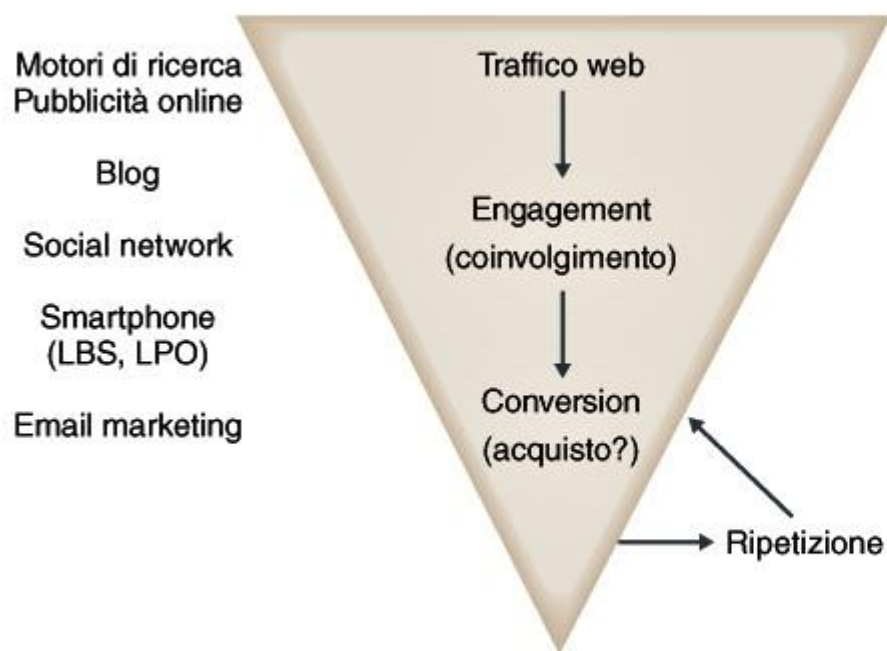 Motori di ricerca
Pubblicità online
Blog
Social network
Smartphone
(LBS, LPO)
Email marketing
Traffico web
Engagement
(coinvolgimento)
Conversion
(acquisto?)
Ripetizione